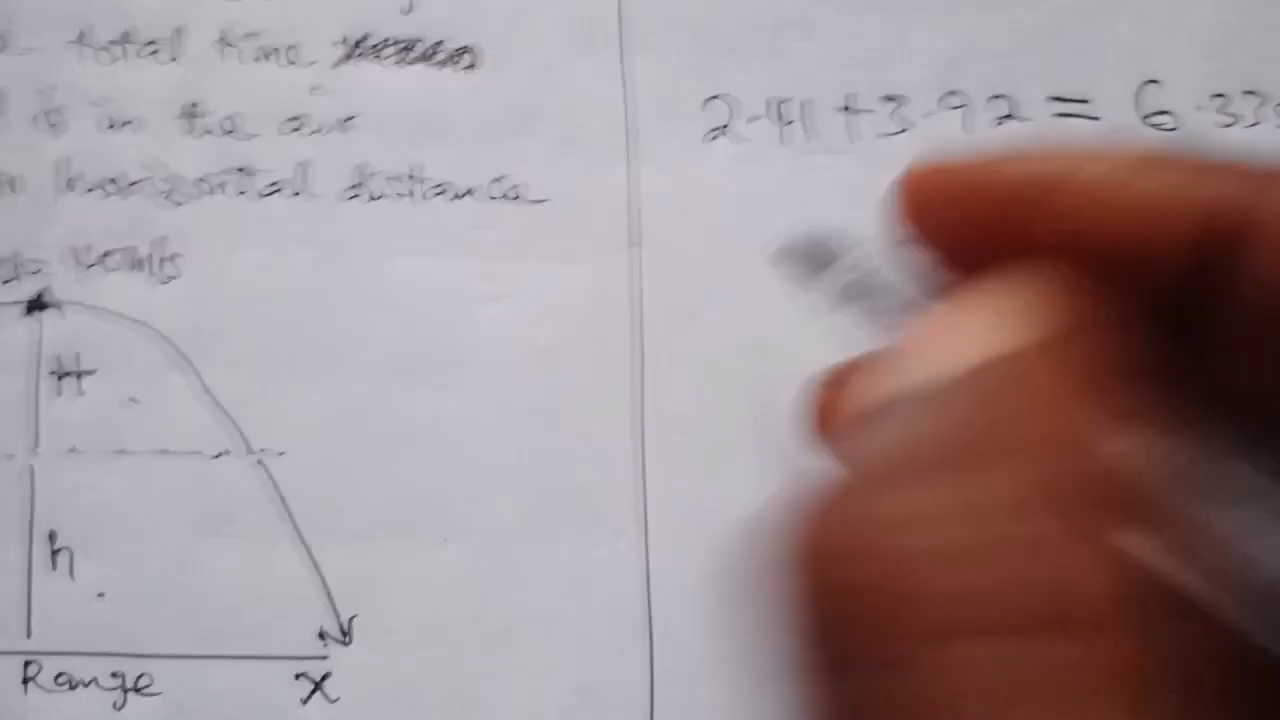 total time
is in the air
horizontal distance
H
h
Range x
2.41 + 3.92 = 6.33